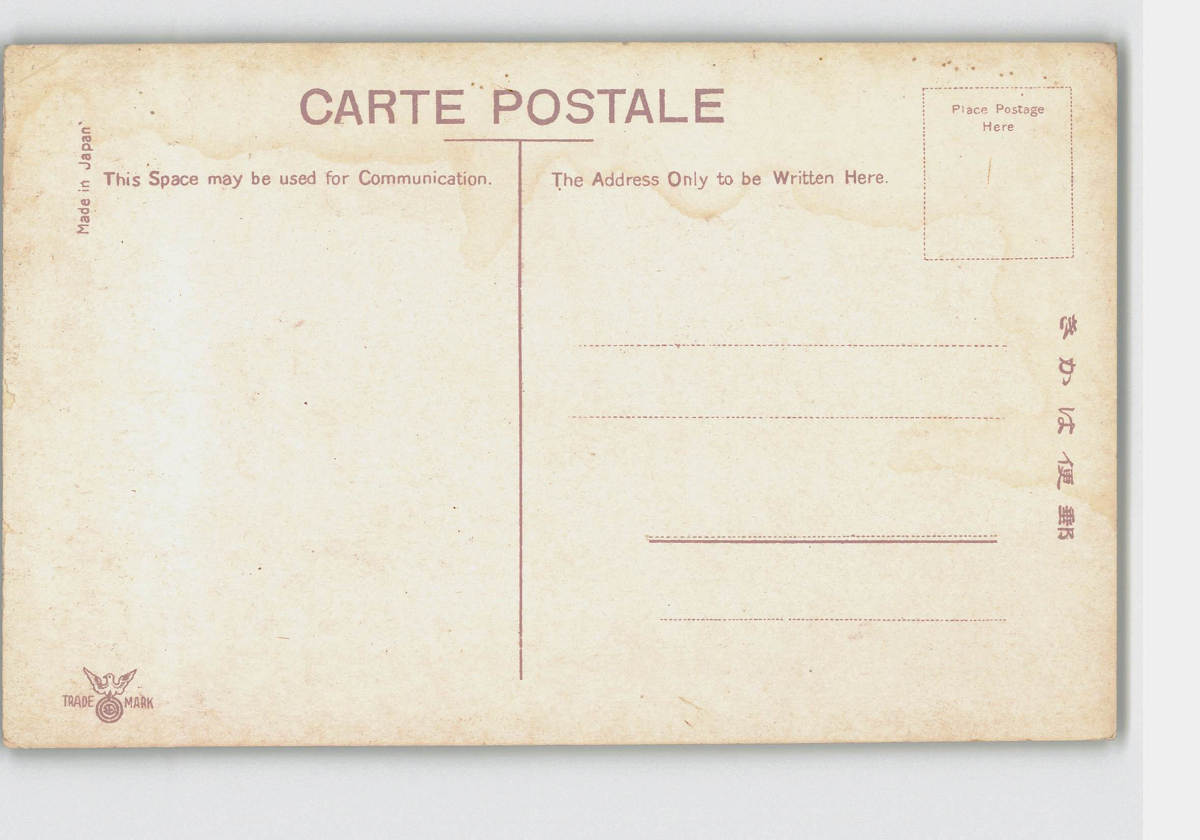 CARTE POSTALE
Place Postage
Here
Made in Japan
This Space may be used for Communication.
The Address Only to be Written Here.
きかは便郵
TRADE MARK